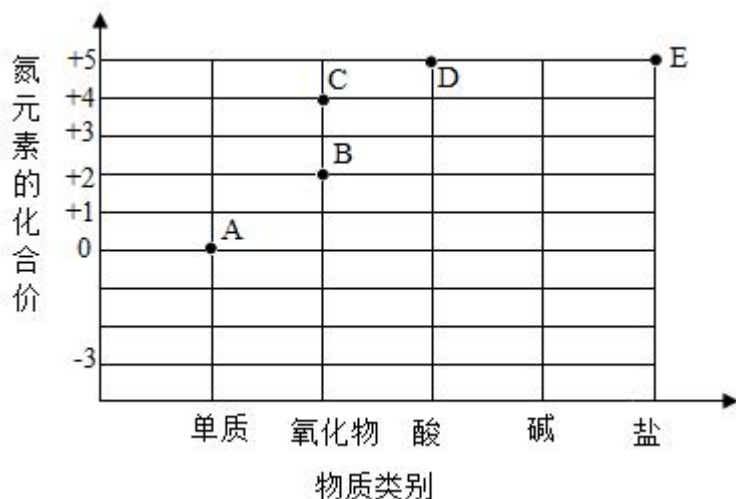 氮元素的化合价
+5
+4
+3
+2
+1
0
-3
E
D
C
B
A
单质 氧化物 酸 碱 盐
物质类别